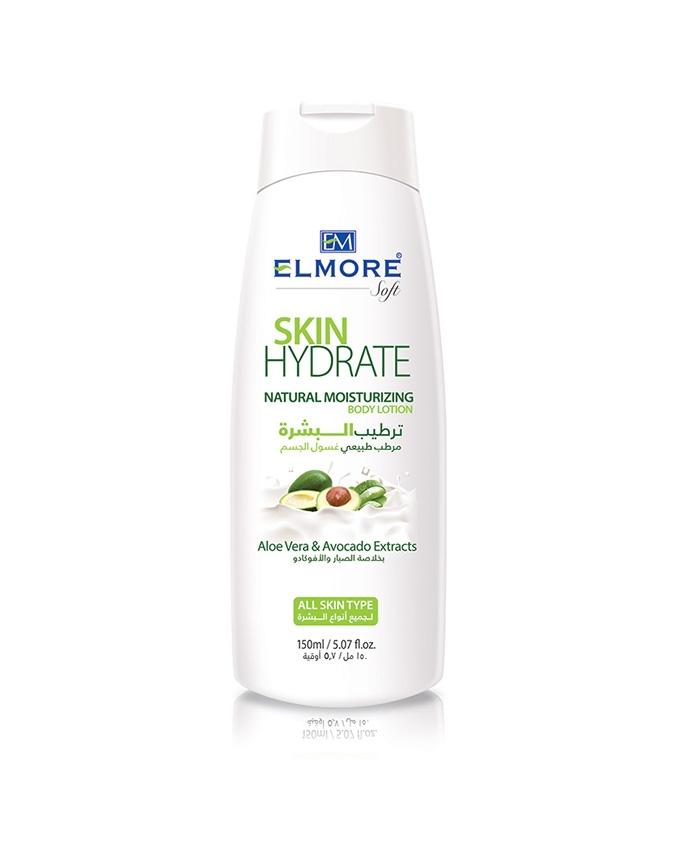 EM
ELMORE®
Soft
SKIN
HYDRATE
NATURAL MOISTURIZING
BODY LOTION
ترطيب البشرة
مرطب طبيعي غسول الجسم
Aloe Vera & Avocado Extracts
بخلاصة الصبار والأفوكادو
ALL SKIN TYPE
لجميع أنواع البشرة
150ml / 5.07 fl.oz.
١٥٠ مل / ٥,٧ أوقية